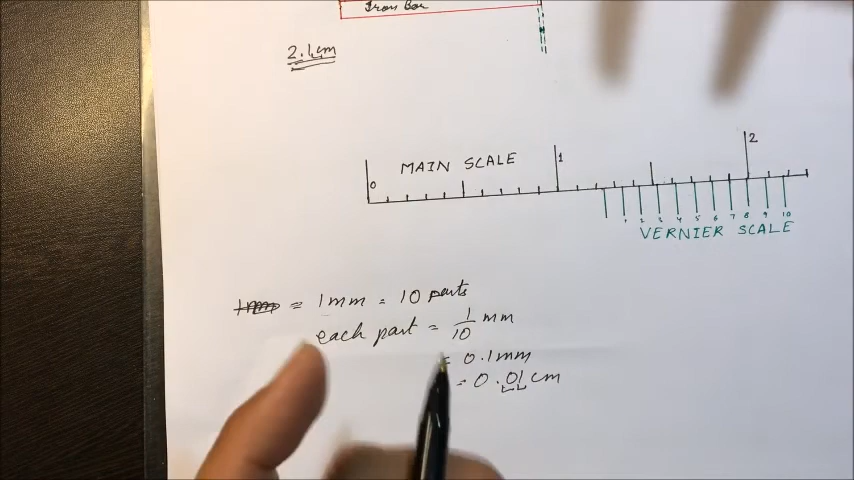 Iron Bar
2.1cm
MAIN SCALE
0 1 2
1 2 3 4 5 6 7 8 9 10
VERNIER SCALE
= 1mm = 10 parts
each part = 1/10 mm
= 0.1mm
= 0.01cm